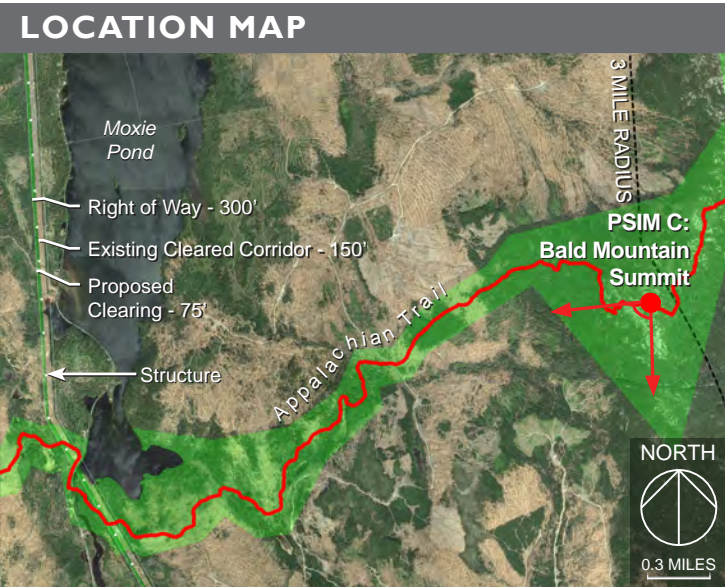 LOCATION MAP
Moxie
Pond
Right of Way - 300'
Existing Cleared Corridor - 150'
Proposed
Clearing - 75'
Structure
Appalachian Trail
3 MILE RADIUS
PSIM C:
Bald Mountain
Summit
NORTH
0.3 MILES